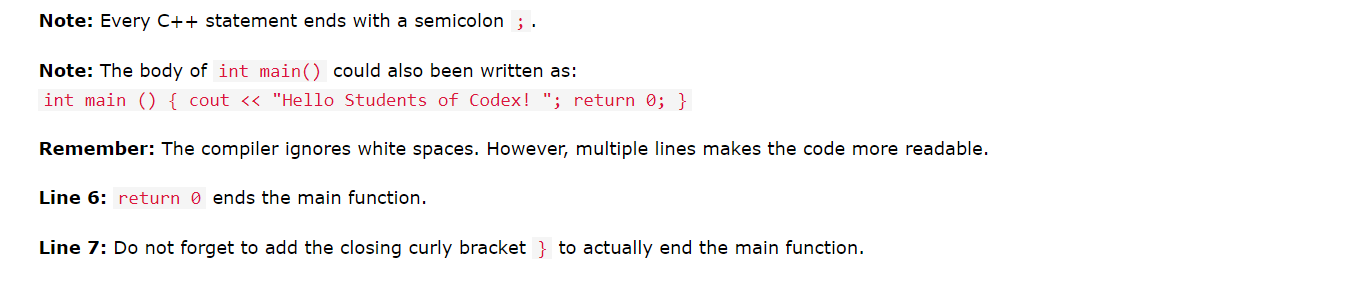 Note: Every C++ statement ends with a semicolon ; .
Note: The body of int main() could also been written as:
int main () { cout << "Hello Students of Codex! "; return 0; }
Remember: The compiler ignores white spaces. However, multiple lines makes the code more readable.
Line 6: return 0 ends the main function.
Line 7: Do not forget to add the closing curly bracket } to actually end the main function.